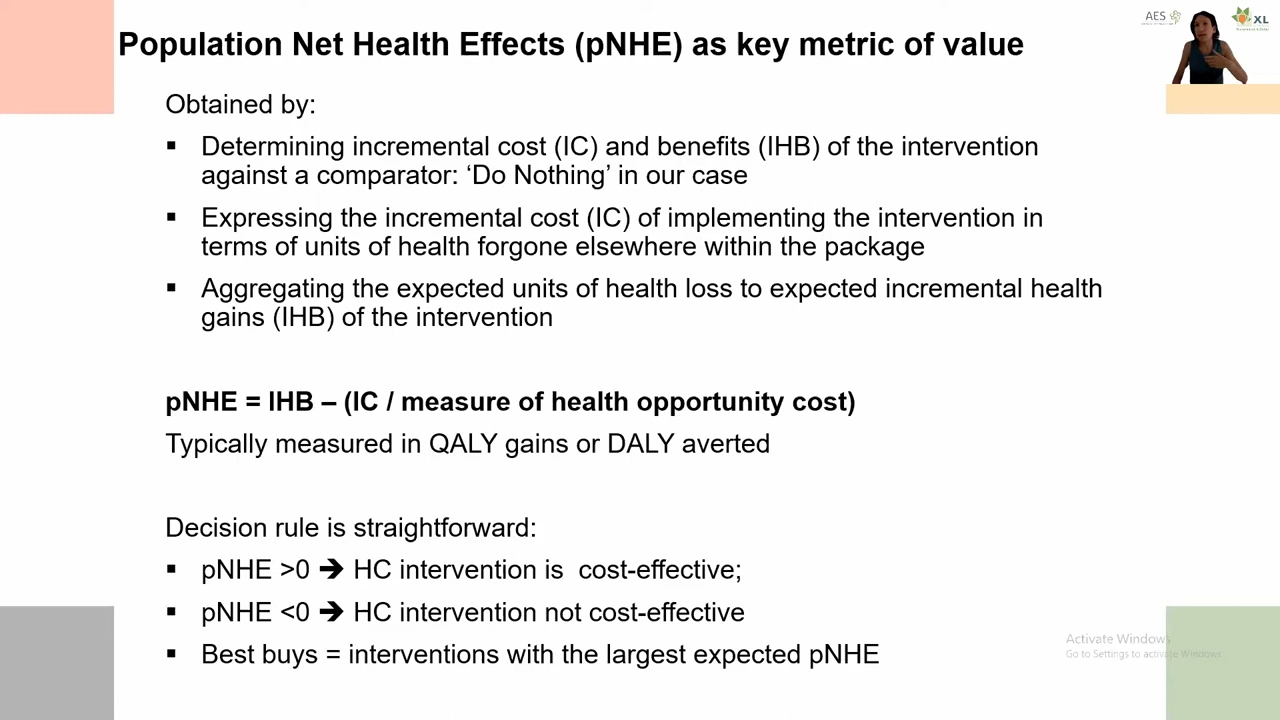 AES
XL
Population Net Health Effects (pNHE) as key metric of value
Obtained by:
▪ Determining incremental cost (IC) and benefits (IHB) of the intervention
against a comparator: ‘Do Nothing’ in our case
▪ Expressing the incremental cost (IC) of implementing the intervention in
terms of units of health forgone elsewhere within the package
▪ Aggregating the expected units of health loss to expected incremental health
gains (IHB) of the intervention
pNHE = IHB – (IC / measure of health opportunity cost)
Typically measured in QALY gains or DALY averted
Decision rule is straightforward:
▪ pNHE >0 ➔ HC intervention is  cost-effective;
▪ pNHE <0 ➔ HC intervention not cost-effective
▪ Best buys = interventions with the largest expected pNHE
Activate Windows
Go to Settings to activate Windows.